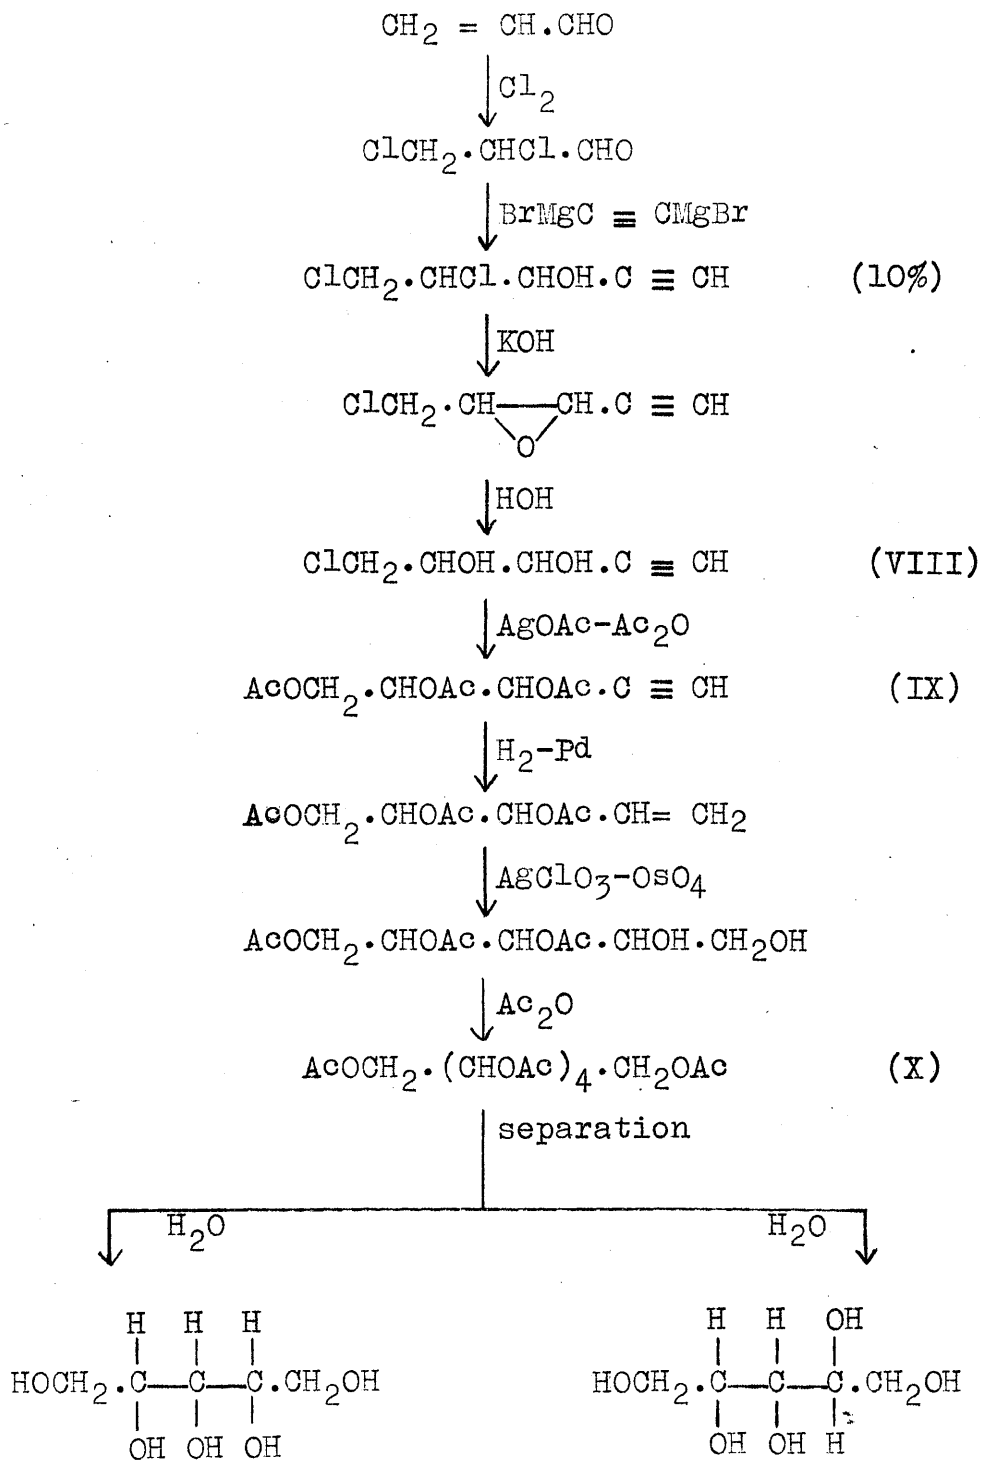 CH2 = CH.CHO
Cl2
ClCH2.CHCl.CHO
BrMgC ≡ CMgBr
ClCH2.CHCl.CHOH.C ≡ CH (10%)
KOH
ClCH2.CH—CH.C ≡ CH
O
HOH
ClCH2.CHOH.CHOH.C ≡ CH (VIII)
AgOAc-Ac2O
AcOCH2.CHOAc.CHOAc.C ≡ CH (IX)
H2-Pd
AcOCH2.CHOAc.CHOAc.CH= CH2
AgClO3-OsO4
AcOCH2.CHOAc.CHOAc.CHOH.CH2OH
Ac2O
AcOCH2.(CHOAc)4.CH2OAc (X)
separation
H2O H2O
H H H H H OH
HOCH2.C—C—C.CH2OH HOCH2.C—C—C.CH2OH
OH OH OH OH OH H